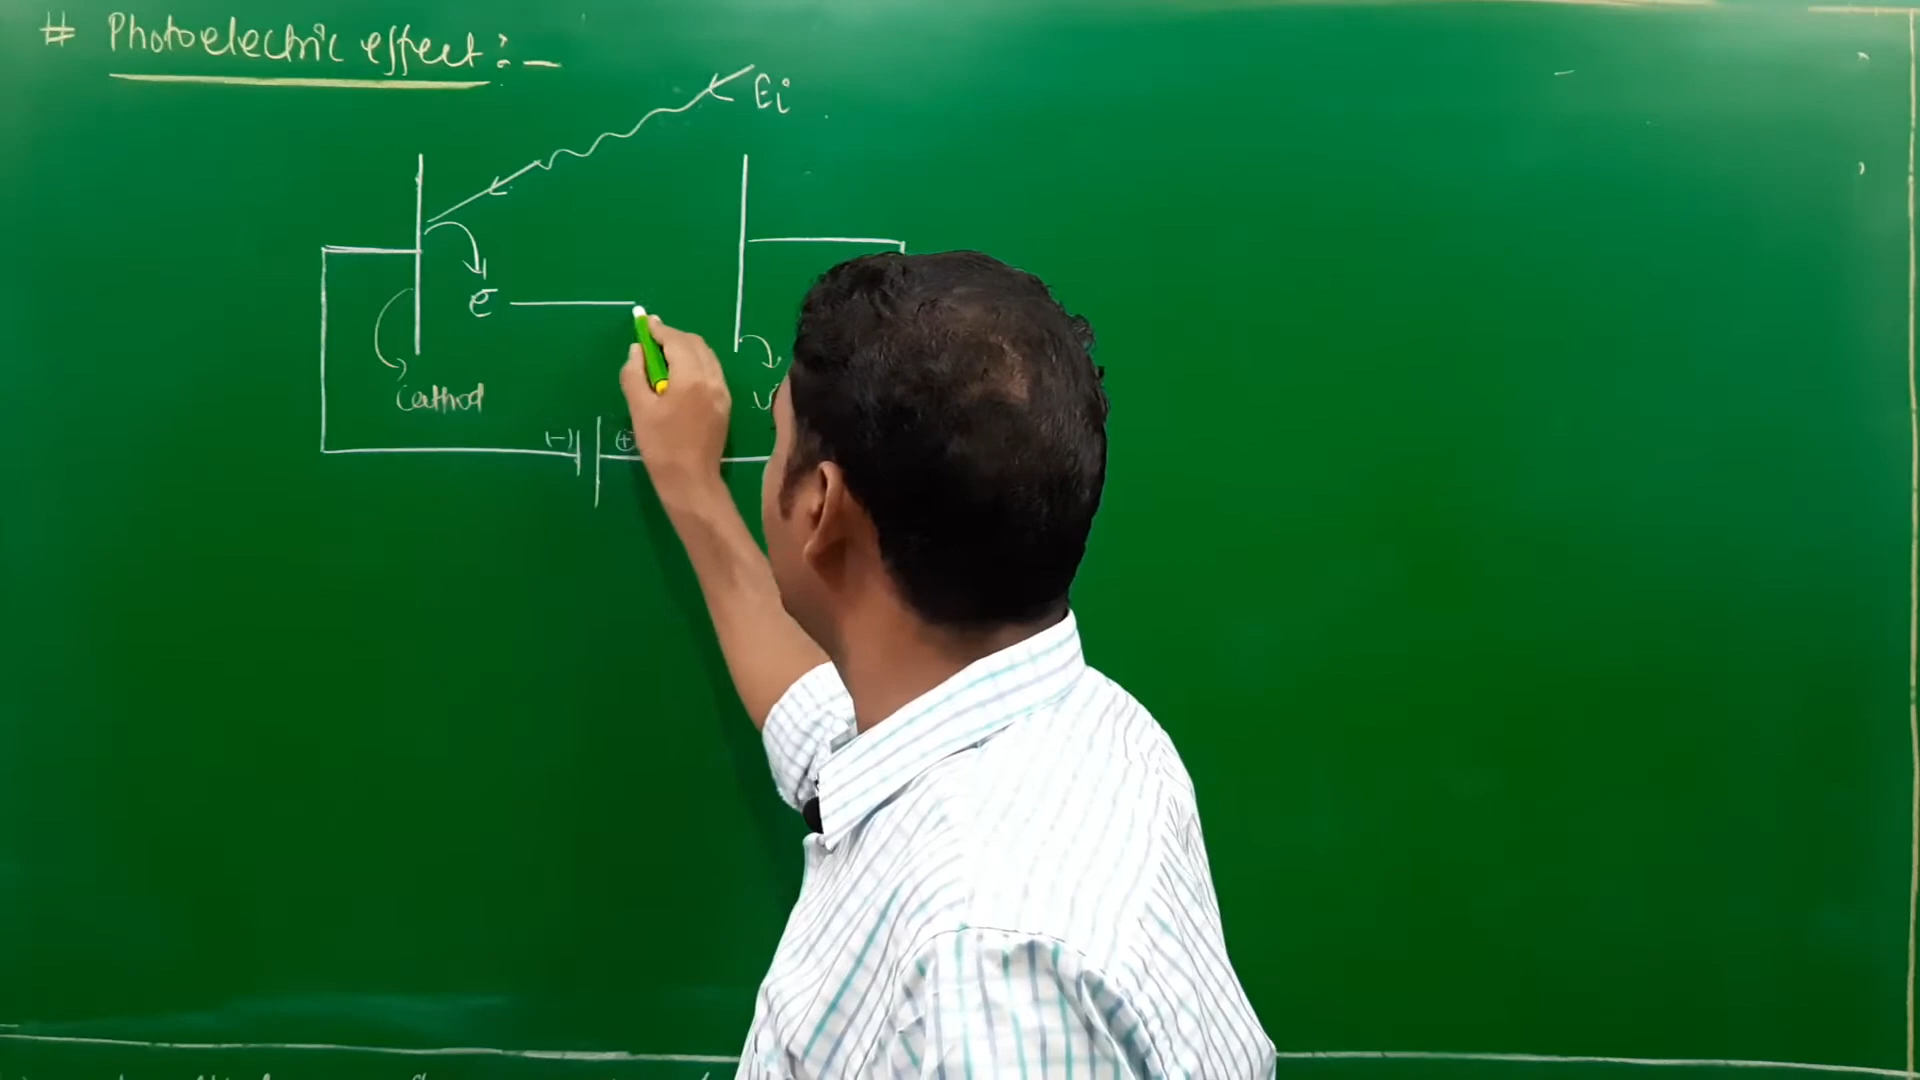 # Photoelectric effect :-
Ei
e
Cathod
(-) (+)